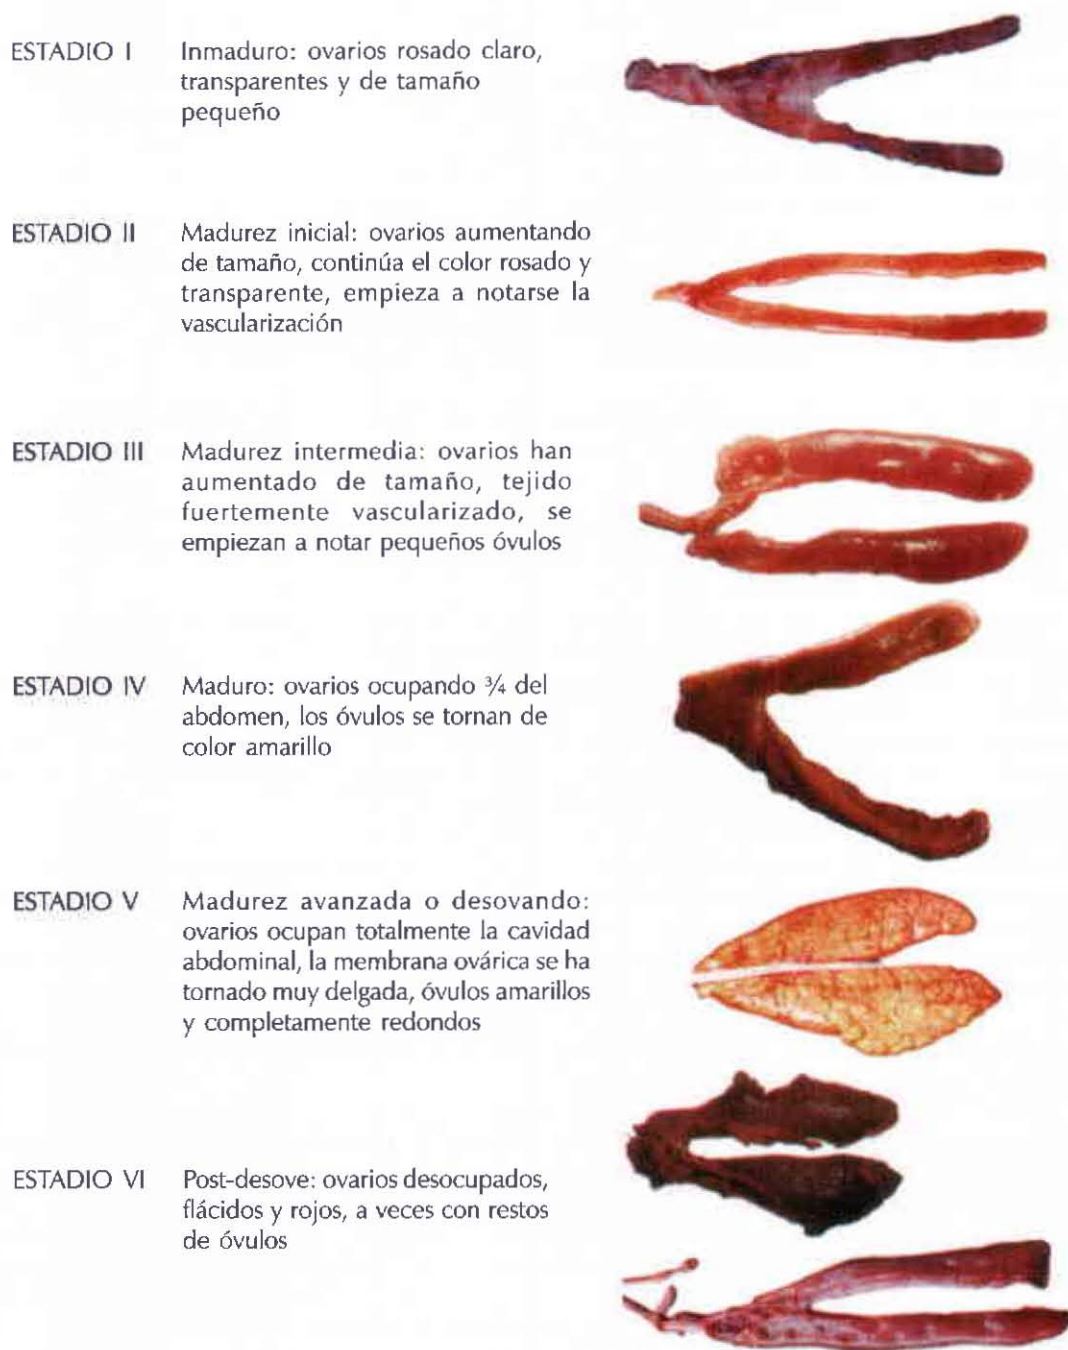 ESTADIO I Inmaduro: ovarios rosado claro,
transparentes y de tamaño
pequeño
ESTADIO II Madurez inicial: ovarios aumentando
de tamaño, continúa el color rosado y
transparente, empieza a notarse la
vascularización
ESTADIO III Madurez intermedia: ovarios han
aumentado de tamaño, tejido
fuertemente vascularizado, se
empiezan a notar pequeños óvulos
ESTADIO IV Maduro: ovarios ocupando ¾ del
abdomen, los óvulos se tornan de
color amarillo
ESTADIO V Madurez avanzada o desovando:
ovarios ocupan totalmente la cavidad
abdominal, la membrana ovárica se ha
tornado muy delgada, óvulos amarillos
y completamente redondos
ESTADIO VI Post-desove: ovarios desocupados,
flácidos y rojos, a veces con restos
de óvulos